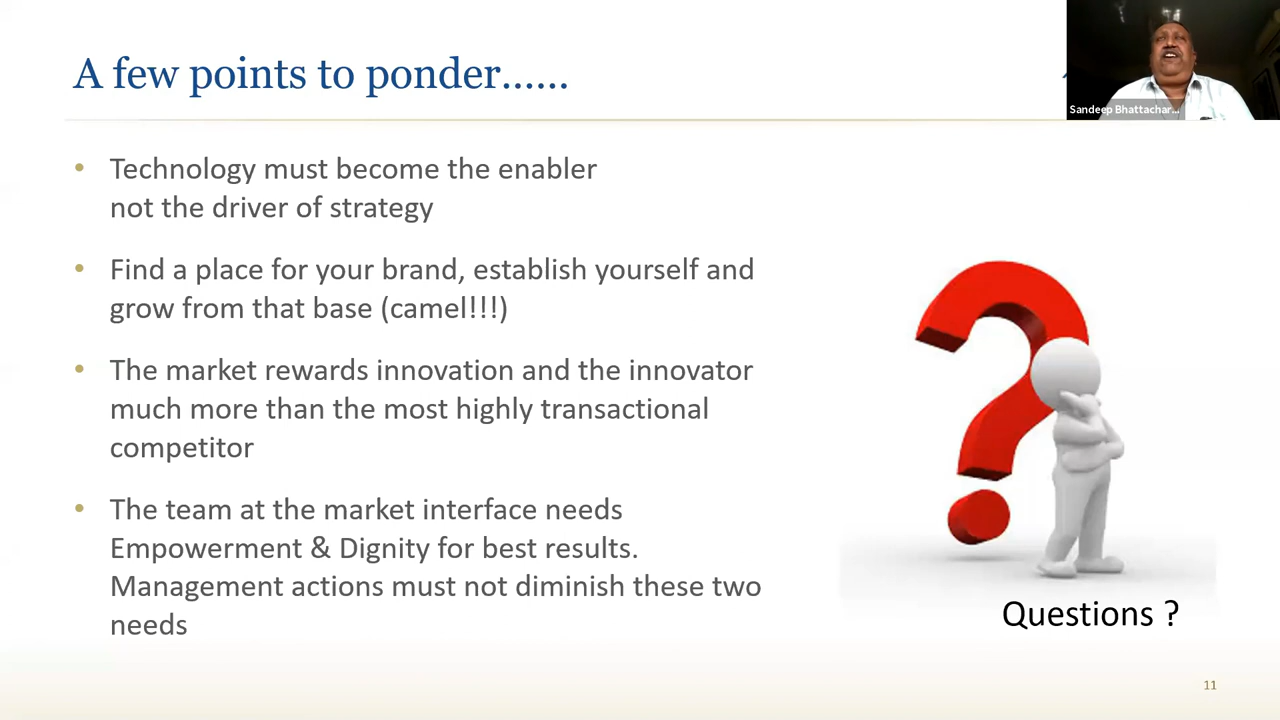 A few points to ponder......
Sandeep Bhattachar...
• Technology must become the enabler
not the driver of strategy
• Find a place for your brand, establish yourself and
grow from that base (camel!!!)
• The market rewards innovation and the innovator
much more than the most highly transactional
competitor
• The team at the market interface needs
Empowerment & Dignity for best results.
Management actions must not diminish these two
needs
Questions ?
11